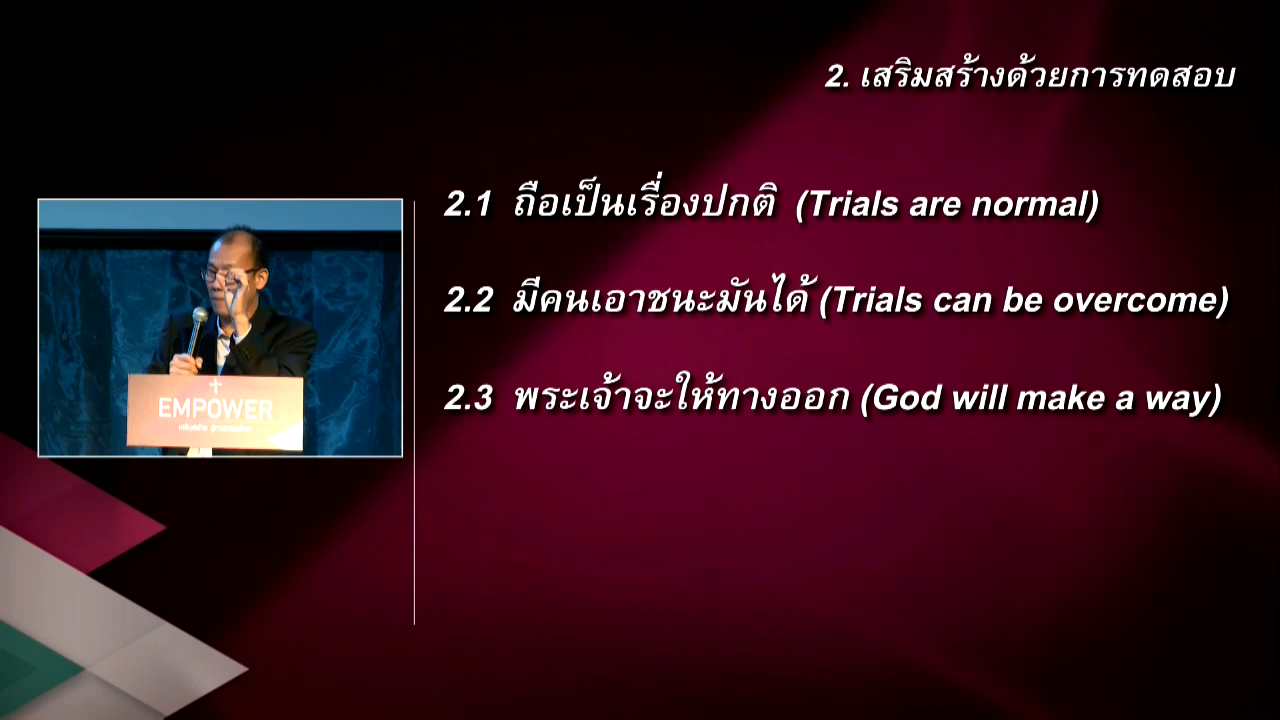 2. เสริมสร้างด้วยการทดสอบ
2.1 ถือเป็นเรื่องปกติ (Trials are normal)
2.2 มีคนเอาชนะมันได้ (Trials can be overcome)
2.3 พระเจ้าจะให้ทางออก (God will make a way)
EMPOWER